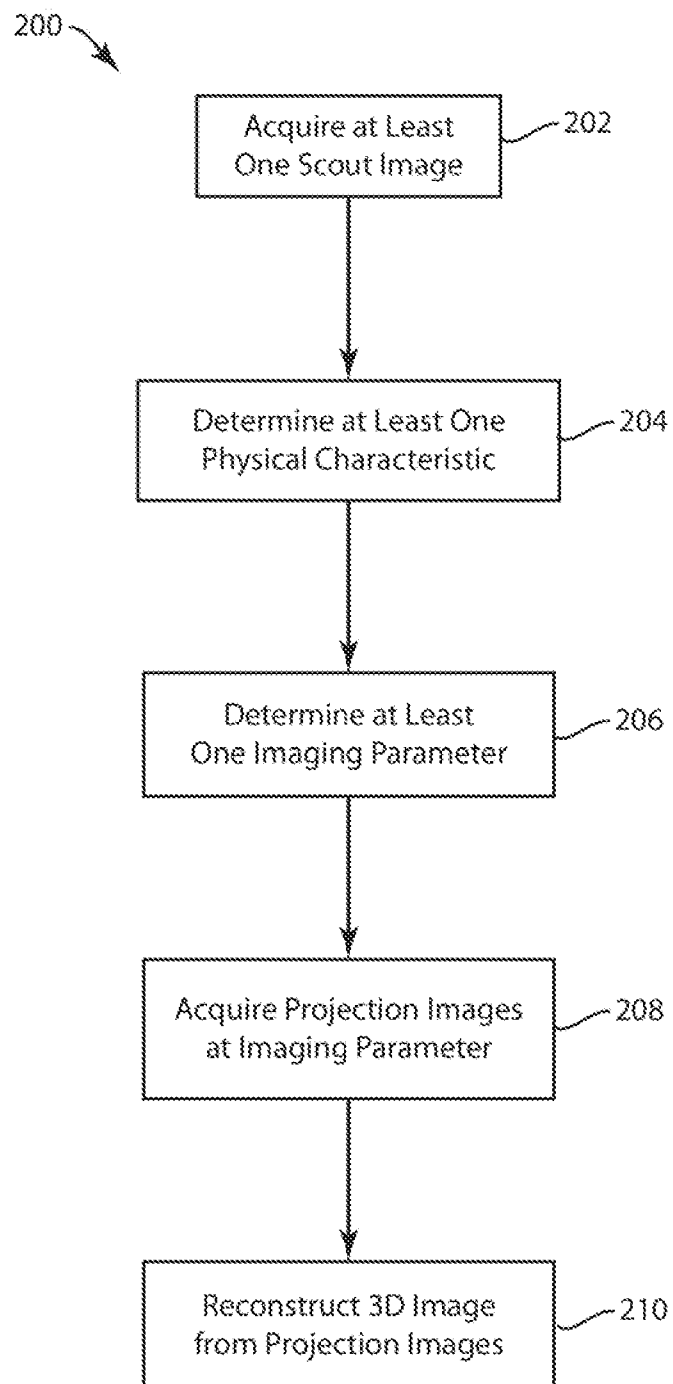 200
Acquire at Least
One Scout Image
202
Determine at Least One
Physical Characteristic
204
Determine at Least
One Imaging Parameter
206
Acquire Projection Images
at Imaging Parameter
208
Reconstruct 3D Image
from Projection Images
210